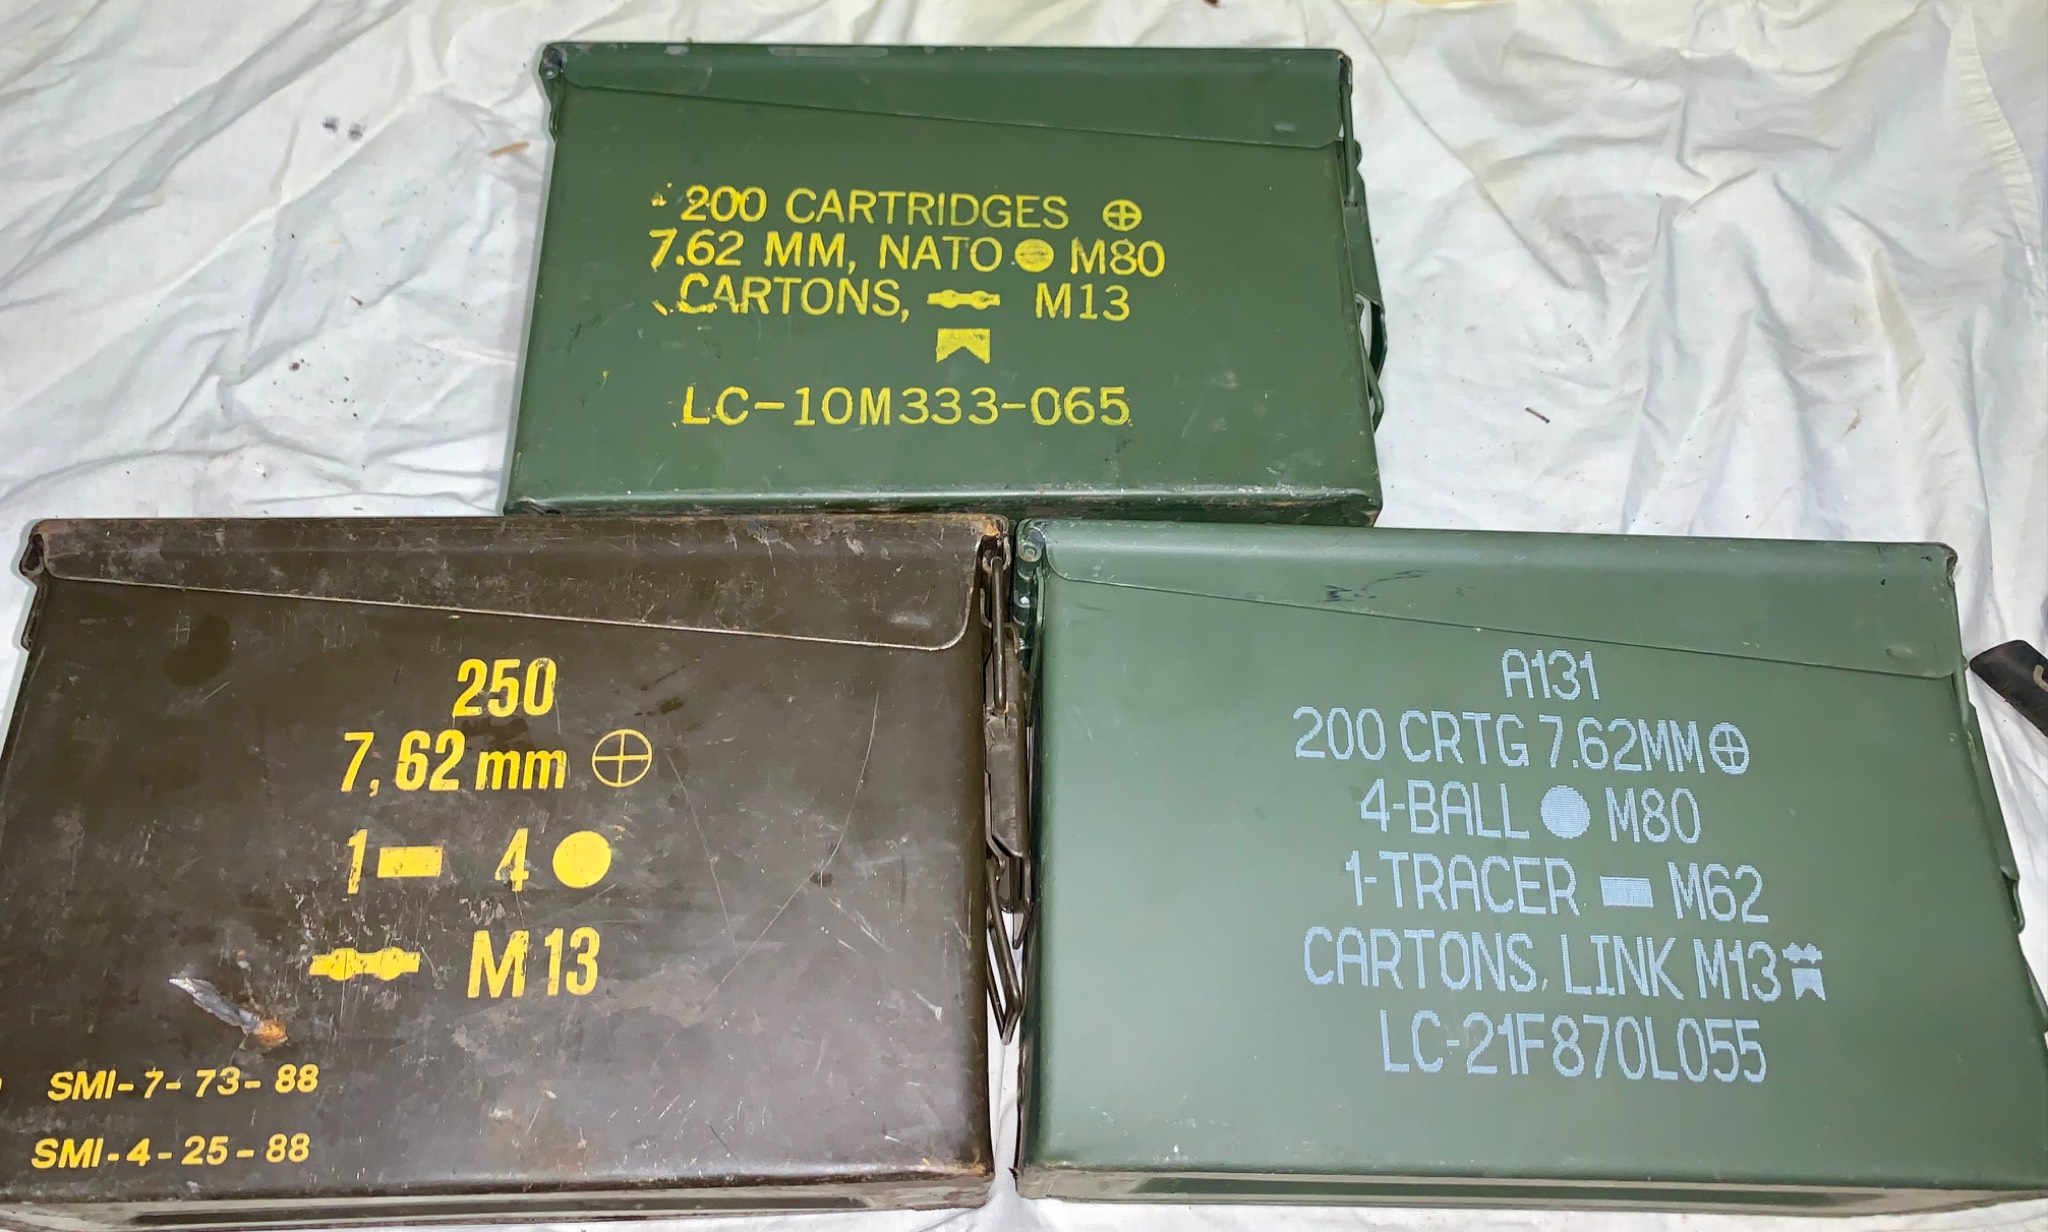 200 CARTRIDGES
7.62 MM, NATO M80
CARTONS, M13
LC-10M333-065
250
7,62 mm
1 4
M13
SMI-7-73-88
SMI-4-25-88
A131
200 CRTG 7.62MM
4-BALL M80
1-TRACER M62
CARTONS, LINK M13
LC-21F870L055